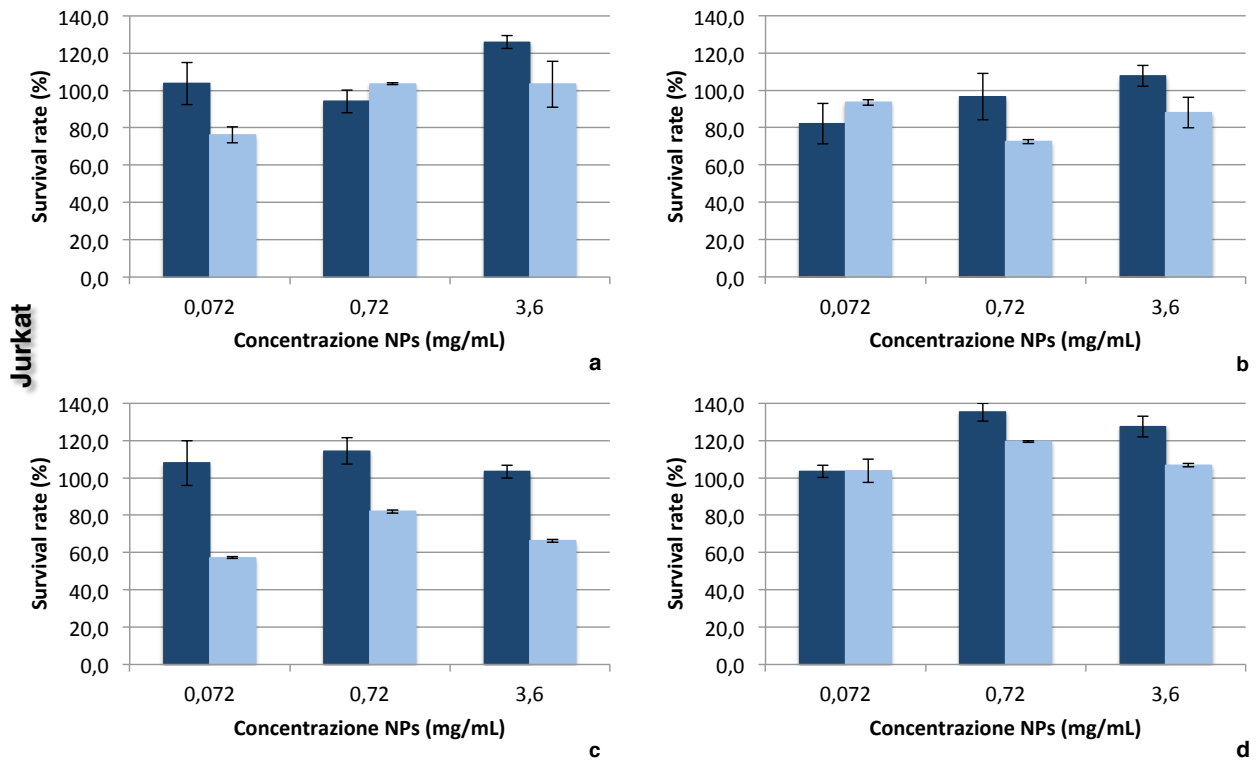 Jurkat
140,0
120,0
100,0
80,0
60,0
40,0
20,0
0,0
Survival rate (%)
0,072 0,72 3,6
Concentrazione NPs (mg/mL)
a
140,0
120,0
100,0
80,0
60,0
40,0
20,0
0,0
Survival rate (%)
0,072 0,72 3,6
Concentrazione NPs (mg/mL)
b
140,0
120,0
100,0
80,0
60,0
40,0
20,0
0,0
Survival rate (%)
0,072 0,72 3,6
Concentrazione NPs (mg/mL)
c
140,0
120,0
100,0
80,0
60,0
40,0
20,0
0,0
Survival rate (%)
0,072 0,72 3,6
Concentrazione NPs (mg/mL)
d